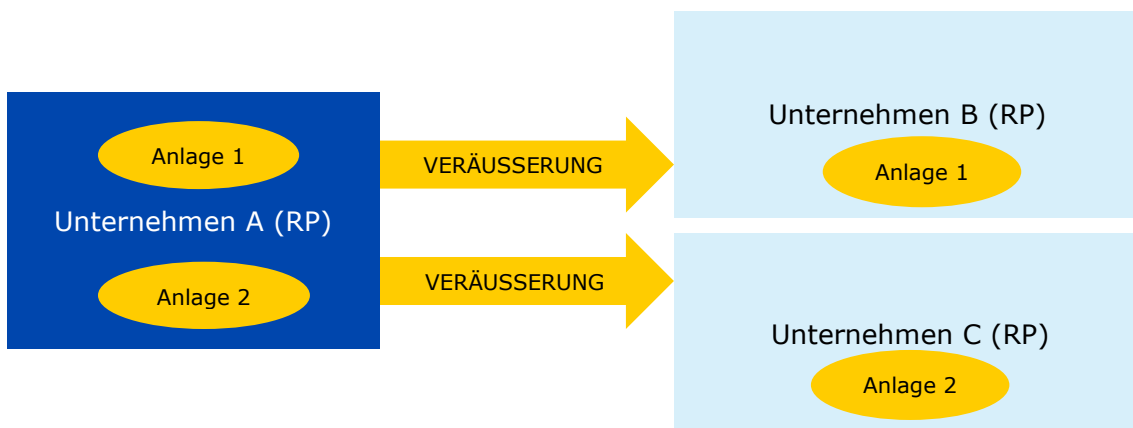 Anlage 1
Unternehmen A (RP)
Anlage 2
VERÄUSSERUNG
VERÄUSSERUNG
Unternehmen B (RP)
Anlage 1
Unternehmen C (RP)
Anlage 2